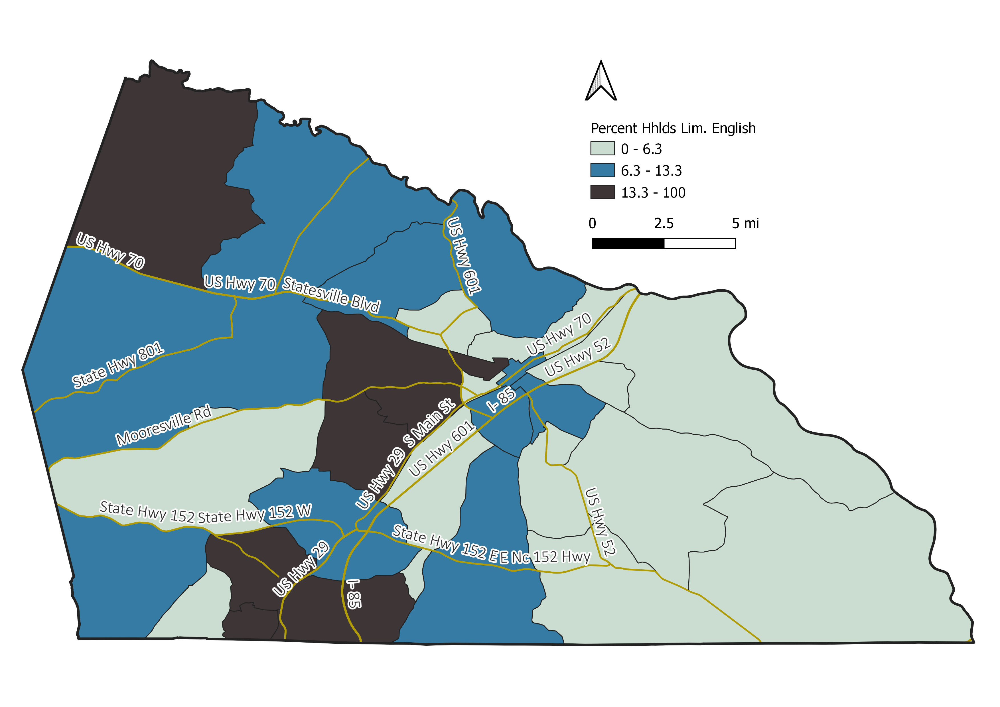 Percent Hhlds Lim. English
0 - 6.3
6.3 - 13.3
13.3 - 100
0 2.5 5 mi
US Hwy 70
US Hwy 601
US Hwy 70
Statesville Blvd
US Hwy 70
State Hwy 801
US Hwy 52
I- 85
Mooresville Rd
S Main St
US Hwy 601
US Hwy 29
State Hwy 152
State Hwy 152 W
US Hwy 52
State Hwy 152 E
E Nc 152 Hwy
US Hwy 29
I- 85